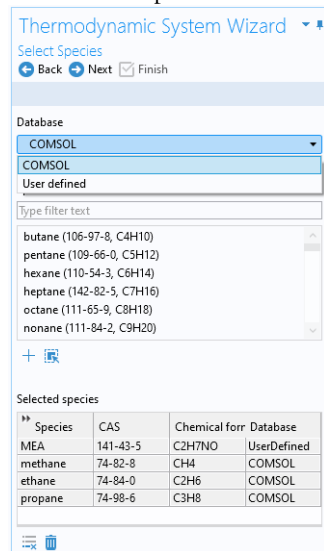 Thermodynamic System Wizard
Select Species
Back Next Finish
Database
COMSOL
COMSOL
User defined
Type filter text
butane (106-97-8, C4H10)
pentane (109-66-0, C5H12)
hexane (110-54-3, C6H14)
heptane (142-82-5, C7H16)
octane (111-65-9, C8H18)
nonane (111-84-2, C9H20)
Selected species
Species CAS Chemical forr Database
MEA 141-43-5 C2H7NO UserDefined
methane 74-82-8 CH4 COMSOL
ethane 74-84-0 C2H6 COMSOL
propane 74-98-6 C3H8 COMSOL